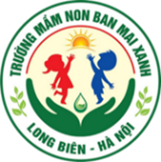 TRƯỜNG MẦM NON BAN MAI XANH
LONG BIÊN - HÀ NỘI